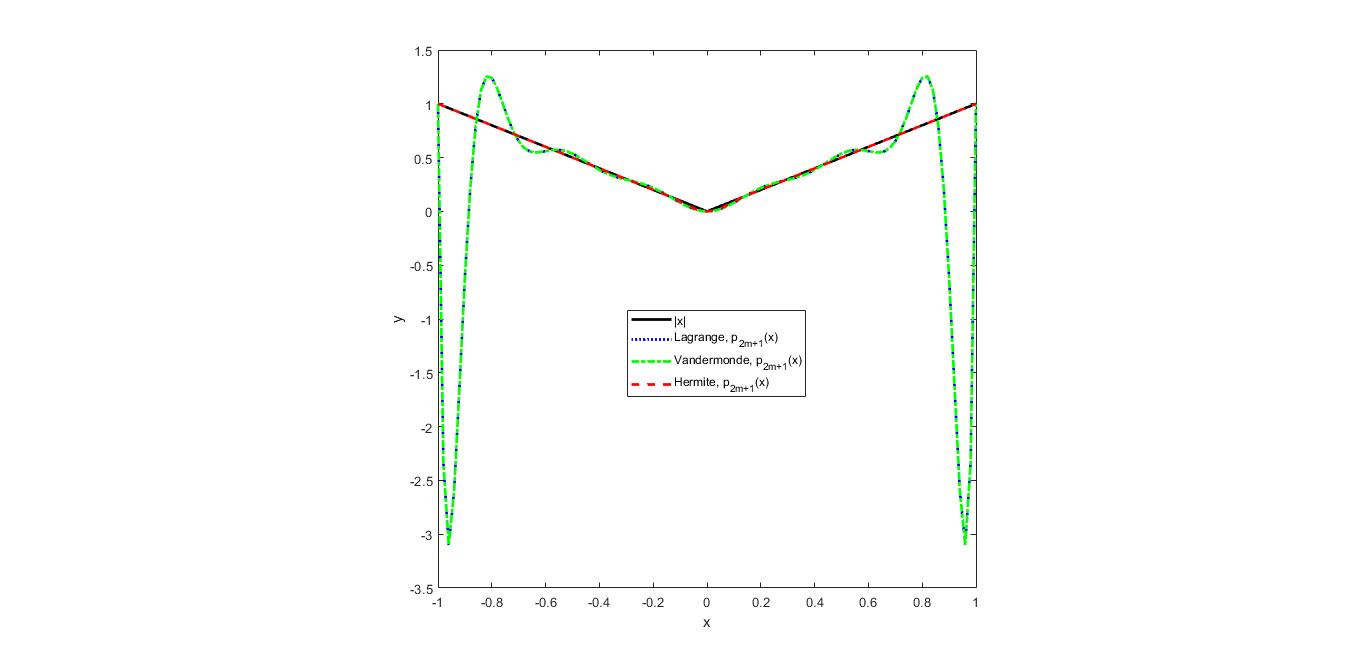 1.5
1
0.5
0
-0.5
-1
-1.5
-2
-2.5
-3
-3.5
y
|x|
Lagrange, p2m+1(x)
Vandermonde, p2m+1(x)
Hermite, p2m+1(x)
-1 -0.8 -0.6 -0.4 -0.2 0 0.2 0.4 0.6 0.8 1
x